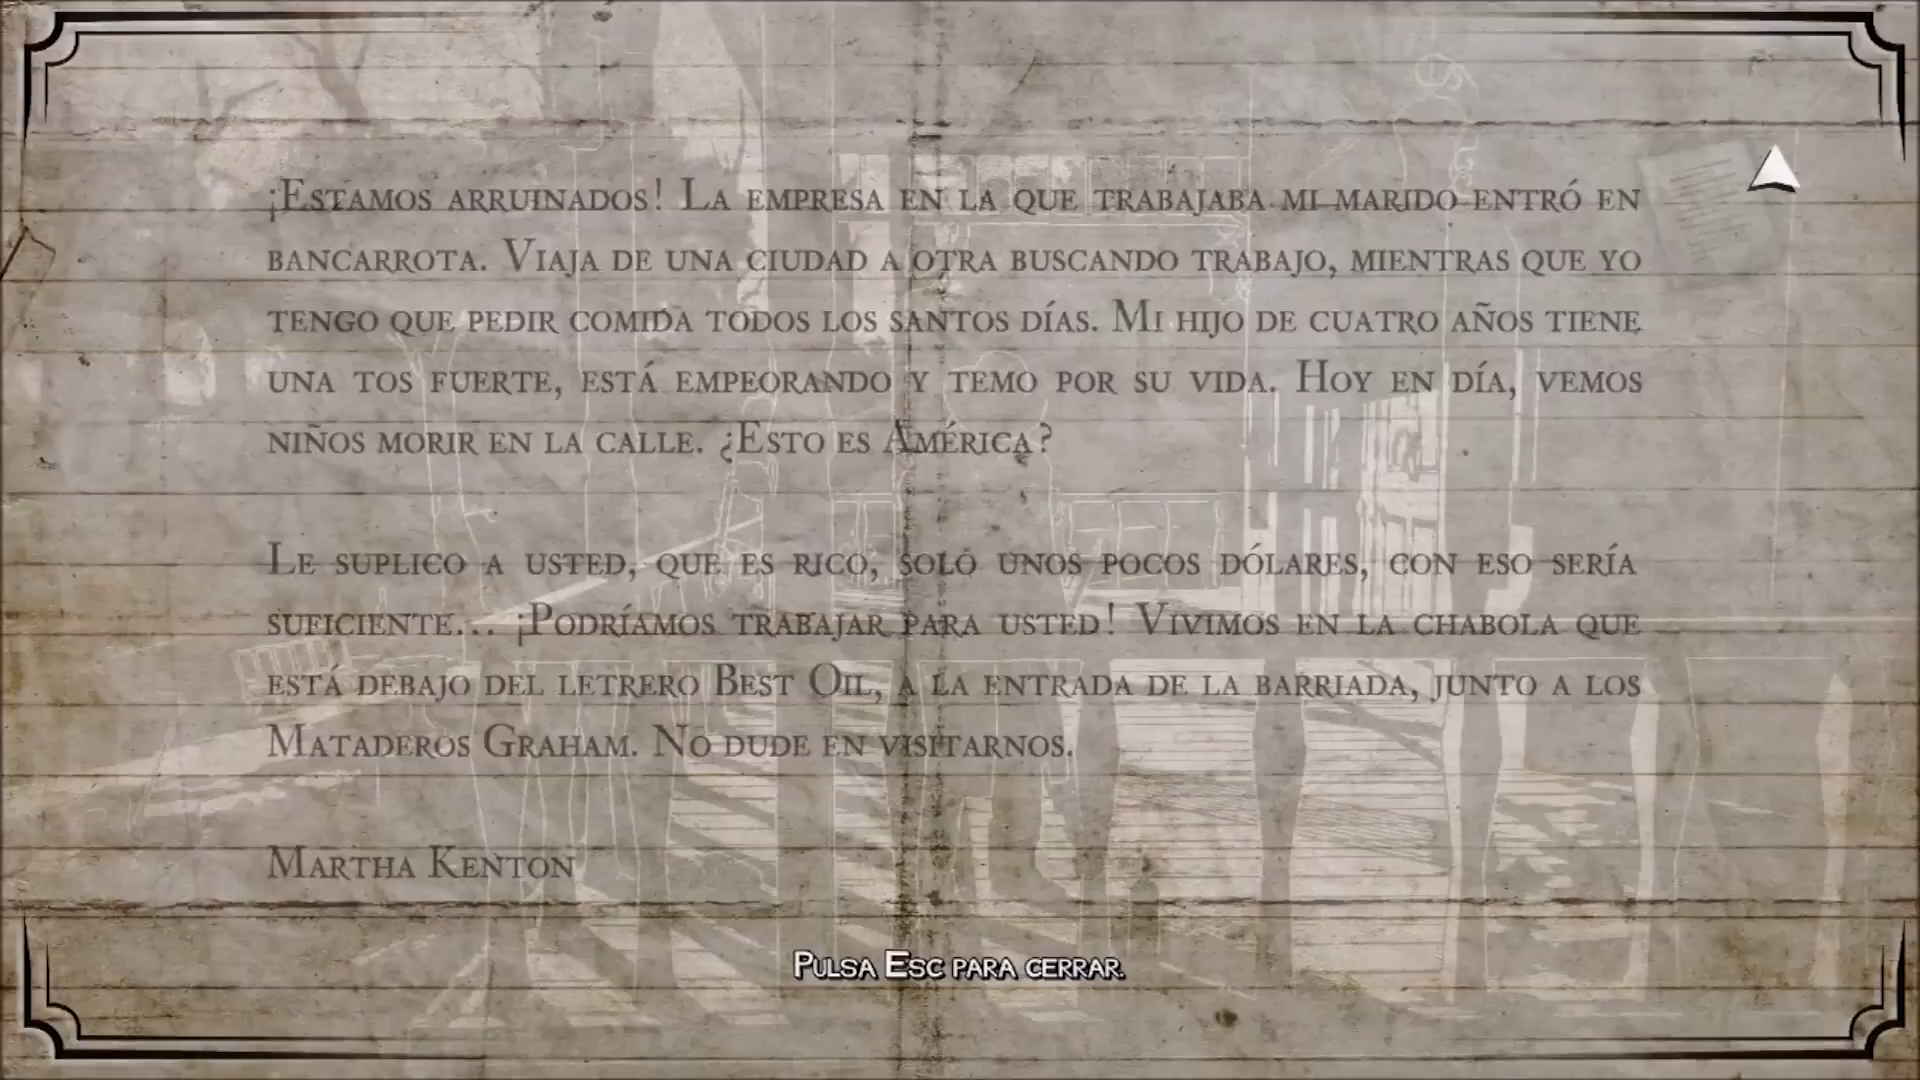 ¡Estamos arruinados! La empresa en la que trabajaba mi marido entró en
bancarrota. Viaja de una ciudad a otra buscando trabajo, mientras que yo
tengo que pedir comida todos los santos días. Mi hijo de cuatro años tiene
una tos fuerte, está empeorando y temo por su vida. Hoy en día, vemos
niños morir en la calle. ¿Esto es América?
Le suplico a usted, que es rico, solo unos pocos dólares, con eso sería
suficiente... ¡Podríamos trabajar para usted! Vivimos en la chabola que
está debajo del letrero Best Oil, a la entrada de la barriada, junto a los
Mataderos Graham. No dude en visitarnos.
Martha Kenton
Pulsa Esc para cerrar.